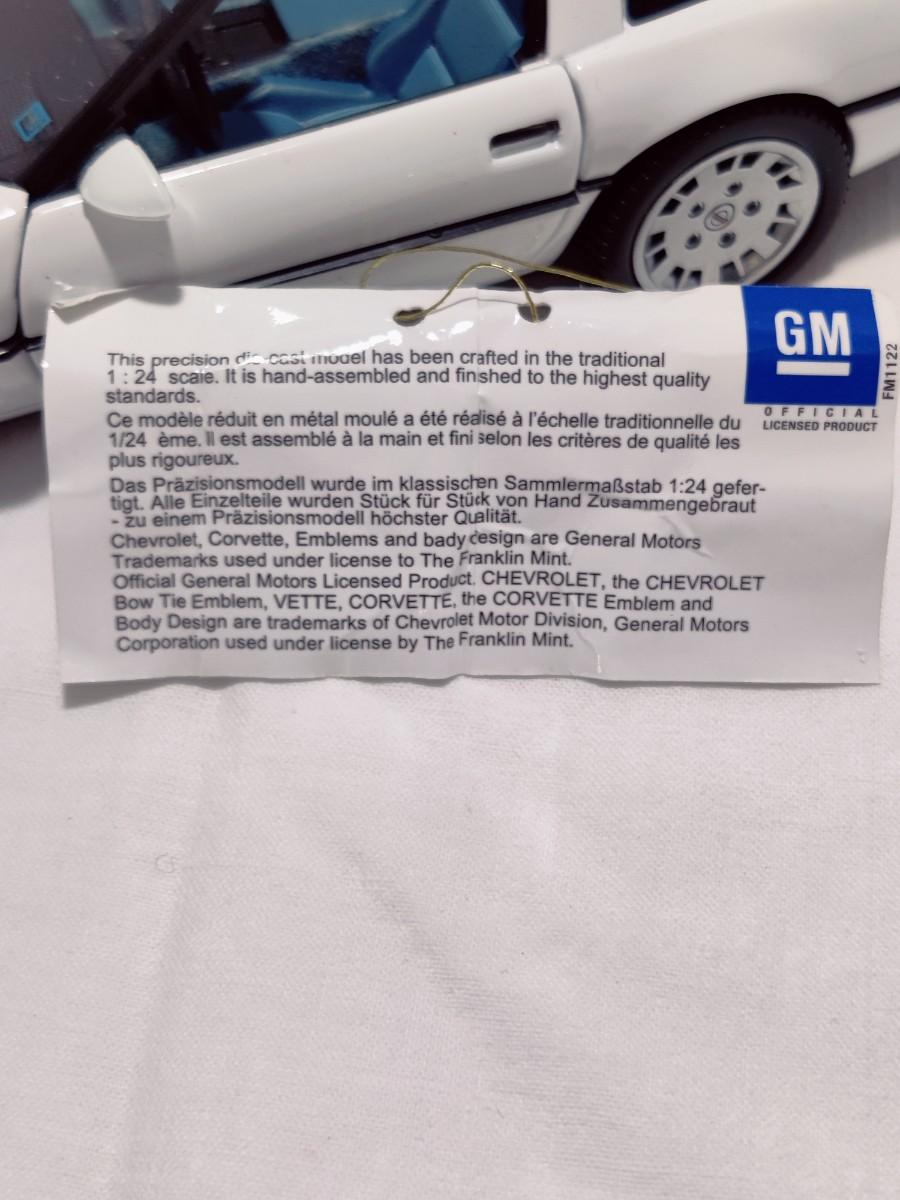 This precision die-cast model has been crafted in the traditional
1 : 24 scale. It is hand-assembled and finshed to the highest quality
standards.
Ce modèle réduit en métal moulé a été réalisé à l'échelle traditionnelle du
1/24 ème. Il est assemblé à la main et fini selon les critères de qualité les
plus rigoureux.
Das Präzisionsmodell wurde im klassischen Sammlermaßstab 1:24 gefer-
tigt. Alle Einzelteile wurden Stück für Stück von Hand Zusammengebraut
- zu einem Präzisionsmodell höchster Qualität.
Chevrolet, Corvette, Emblems and bady design are General Motors
Trademarks used under license to The Franklin Mint.
Official General Motors Licensed Product. CHEVROLET, the CHEVROLET
Bow Tie Emblem, VETTE, CORVETTE, the CORVETTE Emblem and
Body Design are trademarks of Chevrolet Motor Division, General Motors
Corporation used under license by The Franklin Mint.
GM
OFFICIAL
LICENSED PRODUCT
FM1122